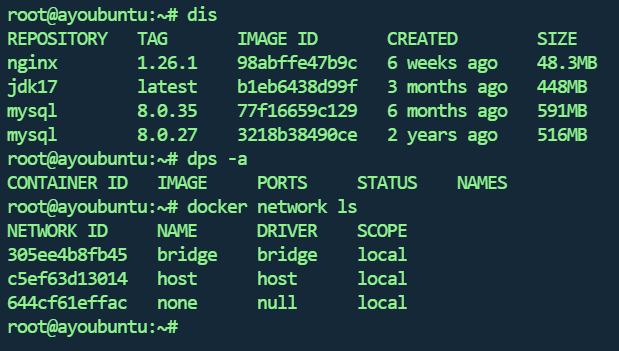 root@ayoubuntu:~# dis
REPOSITORY TAG IMAGE ID CREATED SIZE
nginx 1.26.1 98abffe47b9c 6 weeks ago 48.3MB
jdk17 latest b1eb6438d99f 3 months ago 448MB
mysql 8.0.35 77f16659c129 6 months ago 591MB
mysql 8.0.27 3218b38490ce 2 years ago 516MB
root@ayoubuntu:~# dps -a
CONTAINER ID IMAGE PORTS STATUS NAMES
root@ayoubuntu:~# docker network ls
NETWORK ID NAME DRIVER SCOPE
305ee4b8fb45 bridge bridge local
c5ef63d13014 host host local
644cf61effac none null local
root@ayoubuntu:~#